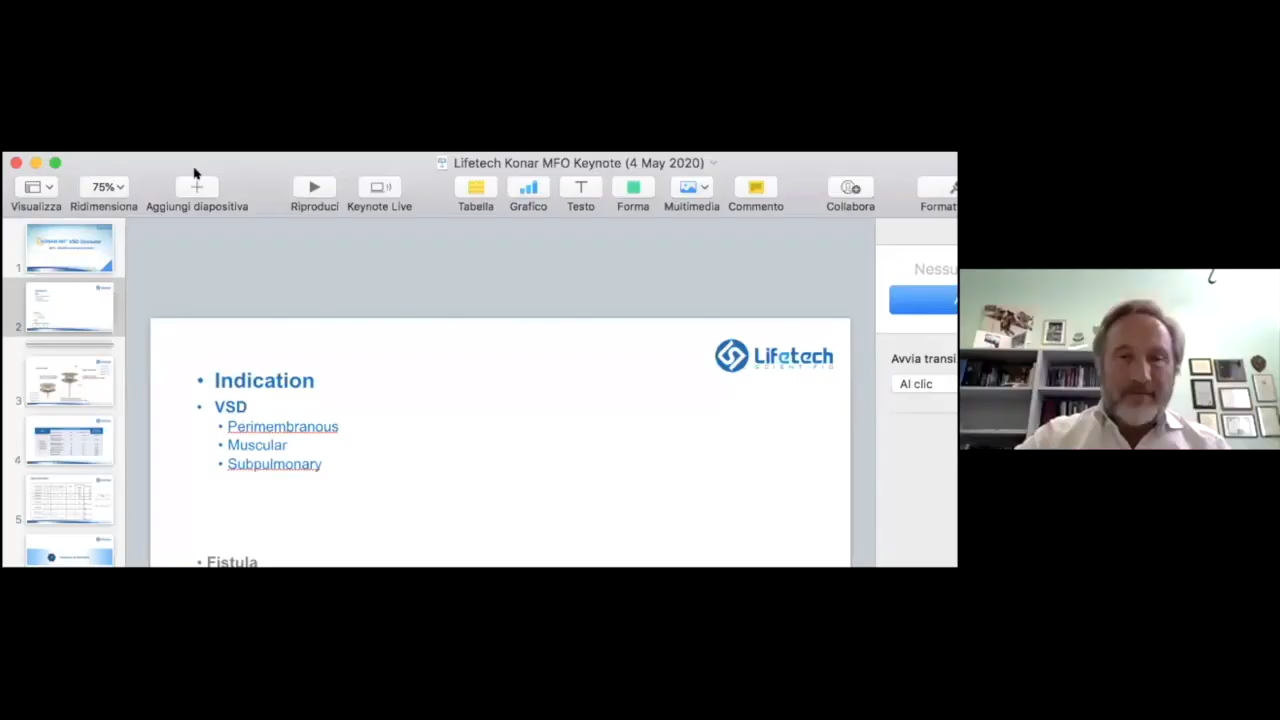 Lifetech Konar MFO Keynote (4 May 2020)
75%
Visualizza Ridimensiona Aggiungi diapositiva Riproduci Keynote Live Tabella Grafico Testo Forma Multimedia Commento Collabora Format
1
2
3
4
5
Lifetech
SCIENTIFIC
• Indication
• VSD
• Perimembranous
• Muscular
• Subpulmonary
• Fistula
Nessu
Avvia transi
Al clic